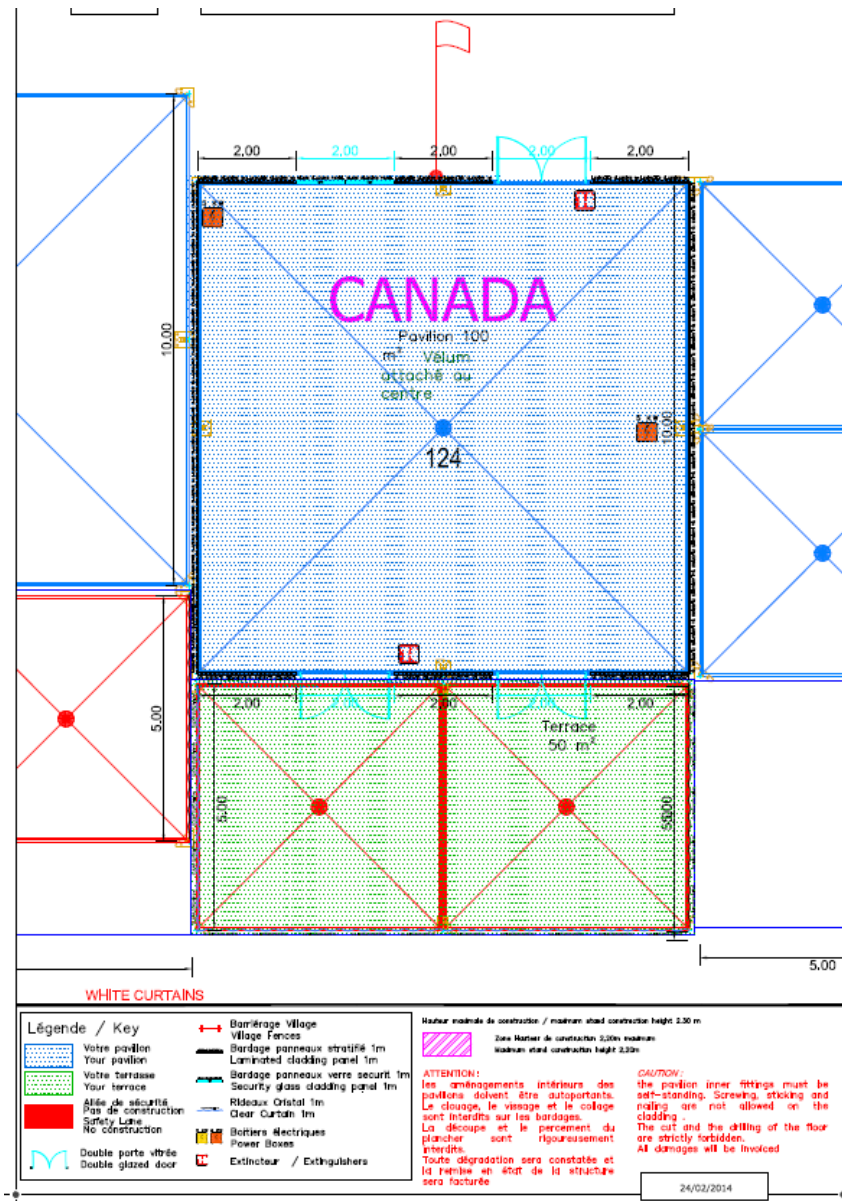 2,00
2,00
2,00
2,00
2,00
CANADA
Pavilion 100
m² Vélum
attaché au
centre
124
10,00
10,00
2,00
2,00
2,00
Terrace
50 m²
5,00
5,00
5.00
WHITE CURTAINS
Légende / Key
Votre pavillon
Your pavilion
Votre terrasse
Your terrace
Allée de sécurité
Pas de construction
Safety Lane
No construction
Double porte vitrée
Double glazed door
Barriérage Village
Village Fences
Bardage panneaux stratifié 1m
Laminated cladding panel 1m
Bardage panneaux verre securit 1m
Security glass cladding panel 1m
Rideaux Cristal 1m
Clear Curtain 1m
Boitiers électriques
Power Boxes
Extincteur / Extinguishers
Hauteur maximale de construction / maximum stand construction height 2.30 m
Zone Hauteur de construction 2,20m maximum
Maximum stand construction height 2,20m
ATTENTION:
les aménagements intérieurs des
pavillons doivent être autoportants.
Le clouage, le vissage et le collage
sont interdits sur les bardages.
La découpe et le percement du
plancher sont rigoureusement
interdits.
Toute dégradation sera constatée et
la remise en état de la structure
sera facturée
CAUTION:
the pavilion inner fittings must be
self-standing. Screwing, sticking and
nailing are not allowed on the
cladding .
The cut and the drilling of the floor
are strictly forbidden.
All damages will be invoiced
24/02/2014